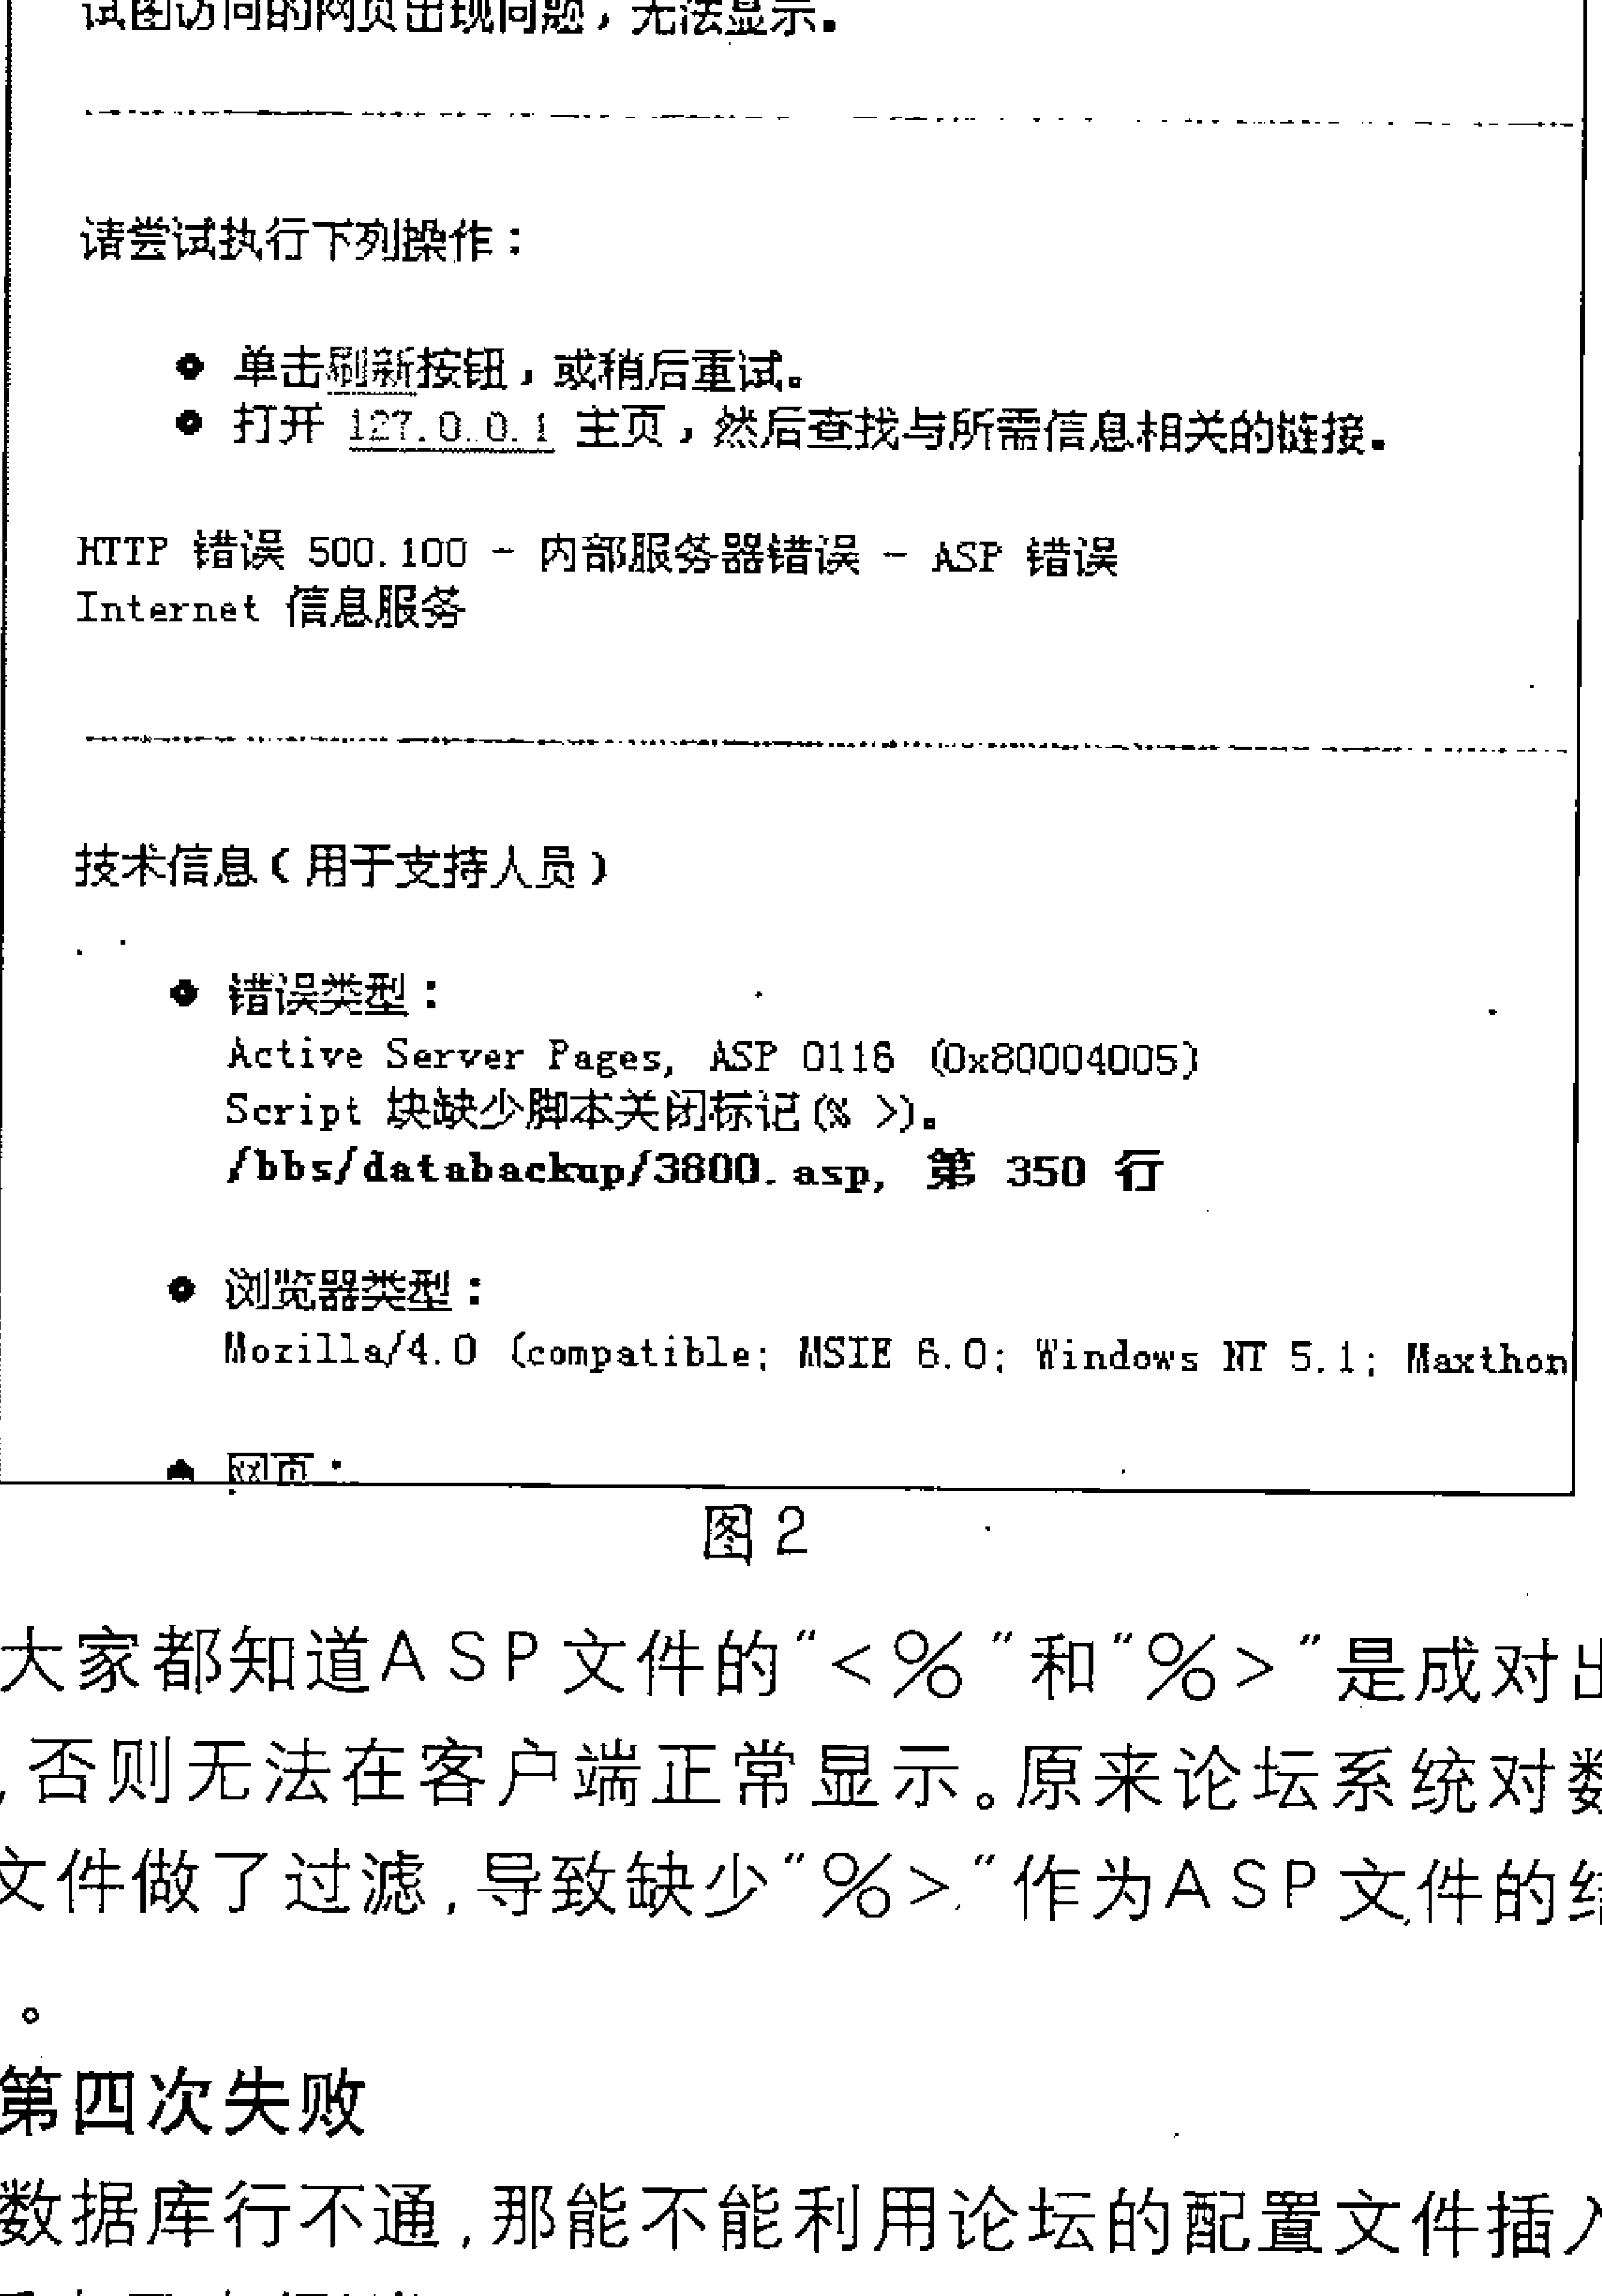 试图访问的网页出现问题，无法显示。
请尝试执行下列操作：
● 单击刷新按钮，或稍后重试。
● 打开 127.0.0.1 主页，然后查找与所需信息相关的链接。
HTTP 错误 500.100 - 内部服务器错误 - ASP 错误
Internet 信息服务
技术信息（用于支持人员）
● 错误类型：
Active Server Pages, ASP 0116 (0x80004005)
Script 块缺少脚本关闭标记(% >)。
/bbs/databackup/3800.asp, 第 350 行
● 浏览器类型：
Mozilla/4.0 (compatible; MSIE 6.0; Windows NT 5.1; Maxthon
● 网页：
图2
大家都知道ASP文件的"<%"和"%>"是成对出
,否则无法在客户端正常显示。原来论坛系统对数
文件做了过滤,导致缺少"%>"作为ASP文件的结
。
第四次失败
数据库行不通,那能不能利用论坛的配置文件插入